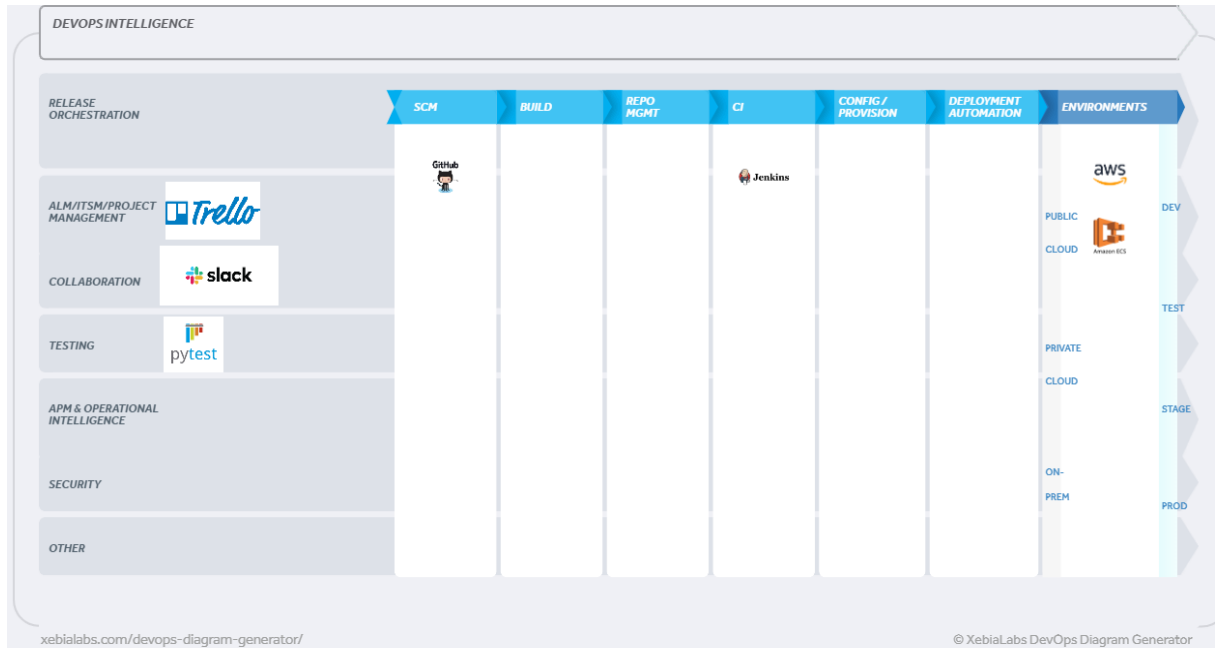 DEVOPS INTELLIGENCE
RELEASE
ORCHESTRATION
SCM
BUILD
REPO
MGMT
CI
CONFIG /
PROVISION
DEPLOYMENT
AUTOMATION
ENVIRONMENTS
GitHub
Jenkins
aws
ALM/ITSM/PROJECT
MANAGEMENT
Trello
PUBLIC
CLOUD
Amazon ECS
DEV
COLLABORATION
slack
TEST
TESTING
pytest
PRIVATE
CLOUD
APM & OPERATIONAL
INTELLIGENCE
STAGE
SECURITY
ON-
PREM
PROD
OTHER
xebialabs.com/devops-diagram-generator/
© XebiaLabs DevOps Diagram Generator